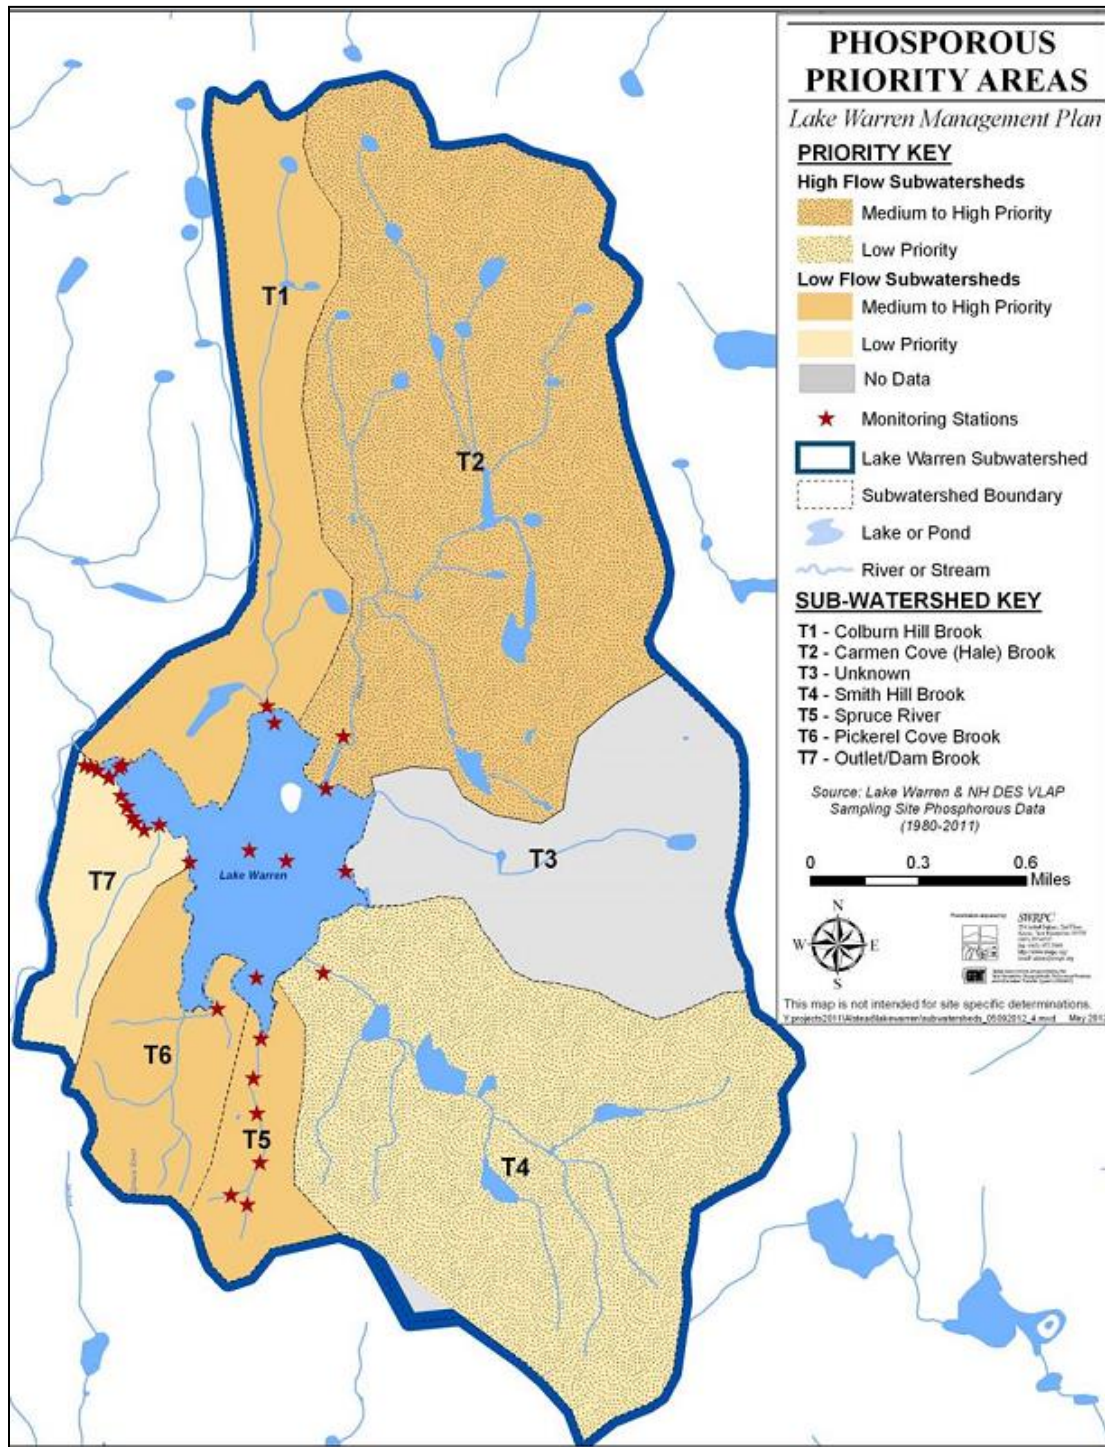 PHOSPOROUS
PRIORITY AREAS
Lake Warren Management Plan
PRIORITY KEY
High Flow Subwatersheds
Medium to High Priority
Low Priority
Low Flow Subwatersheds
Medium to High Priority
Low Priority
No Data
Monitoring Stations
Lake Warren Subwatershed
Subwatershed Boundary
Lake or Pond
River or Stream
SUB-WATERSHED KEY
T1 - Colburn Hill Brook
T2 - Carmen Cove (Hale) Brook
T3 - Unknown
T4 - Smith Hill Brook
T5 - Spruce River
T6 - Pickerel Cove Brook
T7 - Outlet/Dam Brook
Source: Lake Warren & NH DES VLAP
Sampling Site Phosphorous Data
(1980-2011)
0 0.3 0.6
Miles
N
W E
S
SWRPC
This map is not intended for site specific determinations.
May 2012
T1
T2
T3
Lake Warren
T7
T6
T5
T4